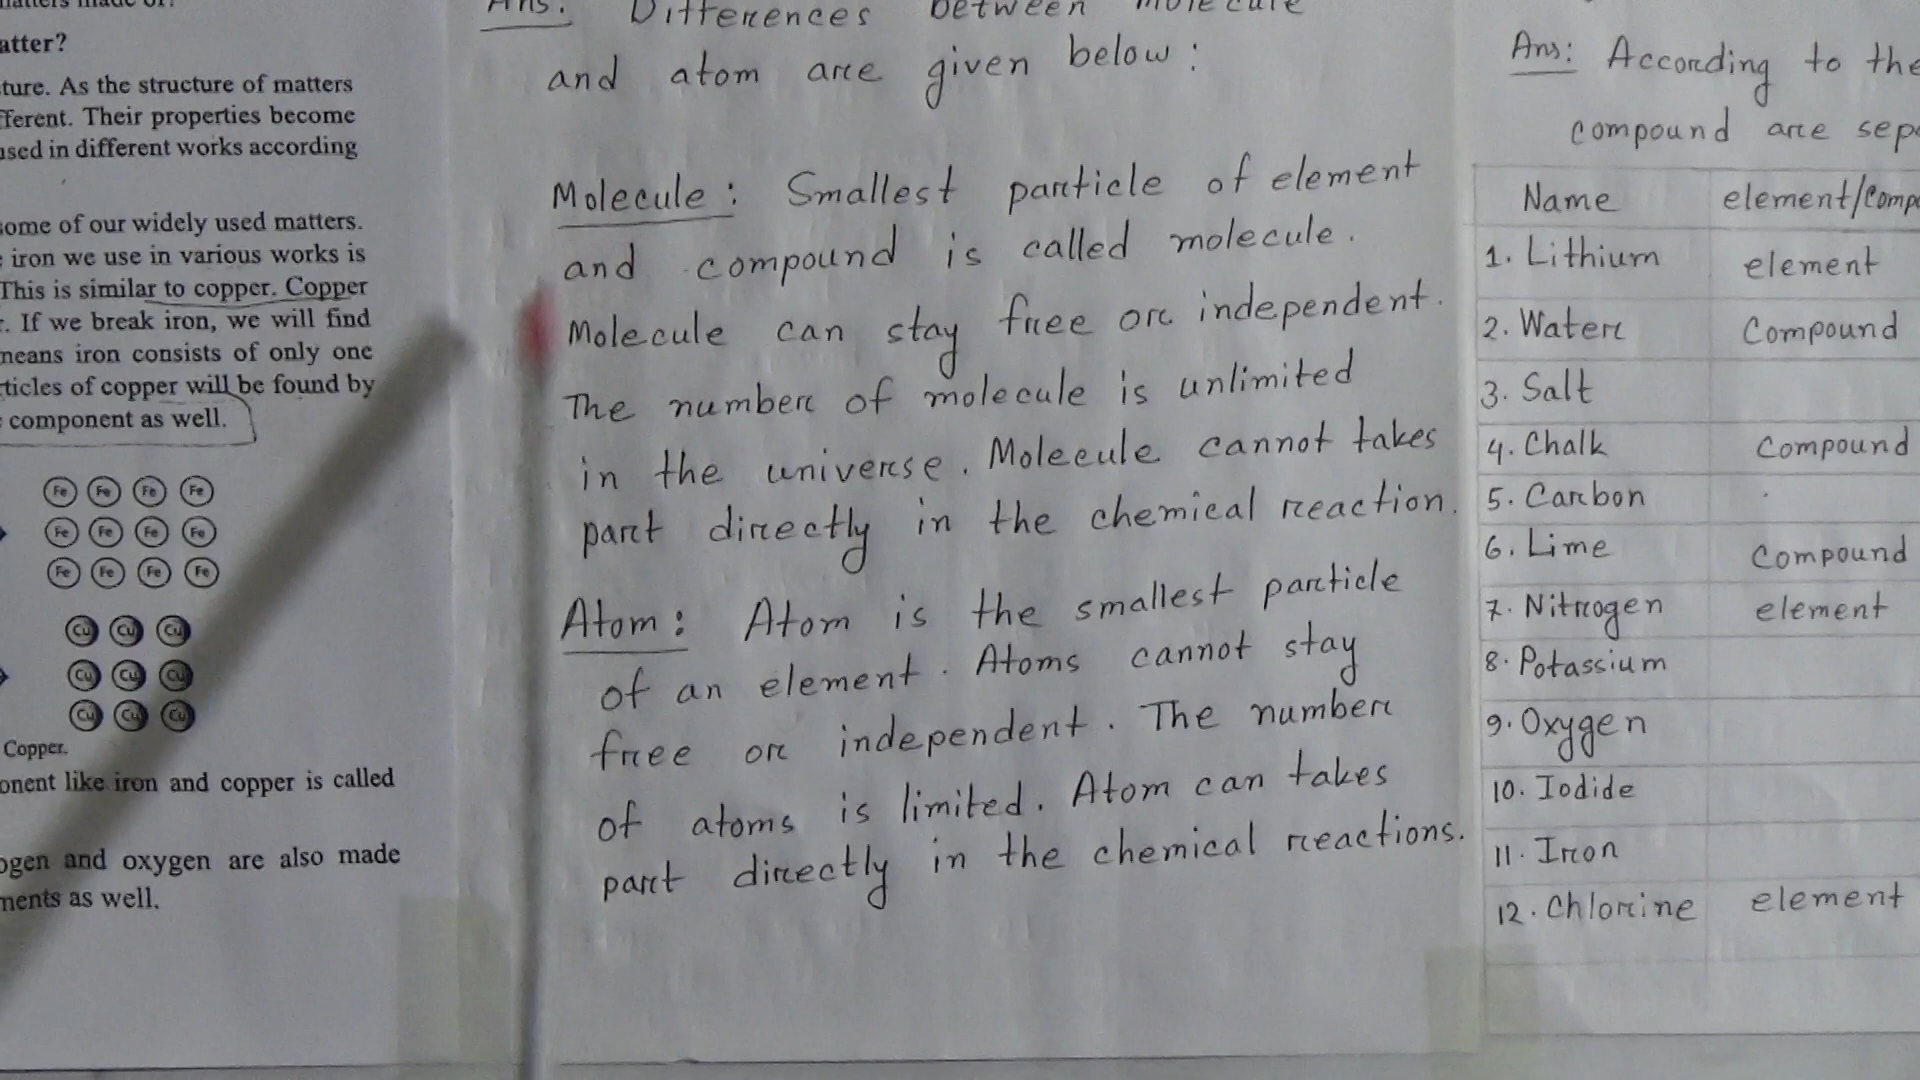 atter?
ture. As the structure of matters
fferent. Their properties become
used in different works according
some of our widely used matters.
iron we use in various works is
This is similar to copper. Copper
. If we break iron, we will find
means iron consists of only one
ticles of copper will be found by
component as well.
Fe Fe Fe Fe
Fe Fe Fe Fe
Fe Fe Fe Fe
Cu Cu Cu
Cu Cu Cu
Cu Cu Cu
Copper.
onent like iron and copper is called
ogen and oxygen are also made
ments as well.
Ans: Differences between molecule
and atom are given below:
Molecule: Smallest particle of element
and compound is called molecule.
Molecule can stay free or independent.
The number of molecule is unlimited
in the universe. Molecule cannot takes
part directly in the chemical reaction.
Atom: Atom is the smallest particle
of an element. Atoms cannot stay
free or independent. The number
of atoms is limited. Atom can takes
part directly in the chemical reactions.
Ans: According to the
compound are sep
Name element/Comp
1. Lithium element
2. Water Compound
3. Salt
4. Chalk Compound
5. Carbon
6. Lime Compound
7. Nitrogen element
8. Potassium
9. Oxygen
10. Iodide
11. Iron
12. Chlorine element